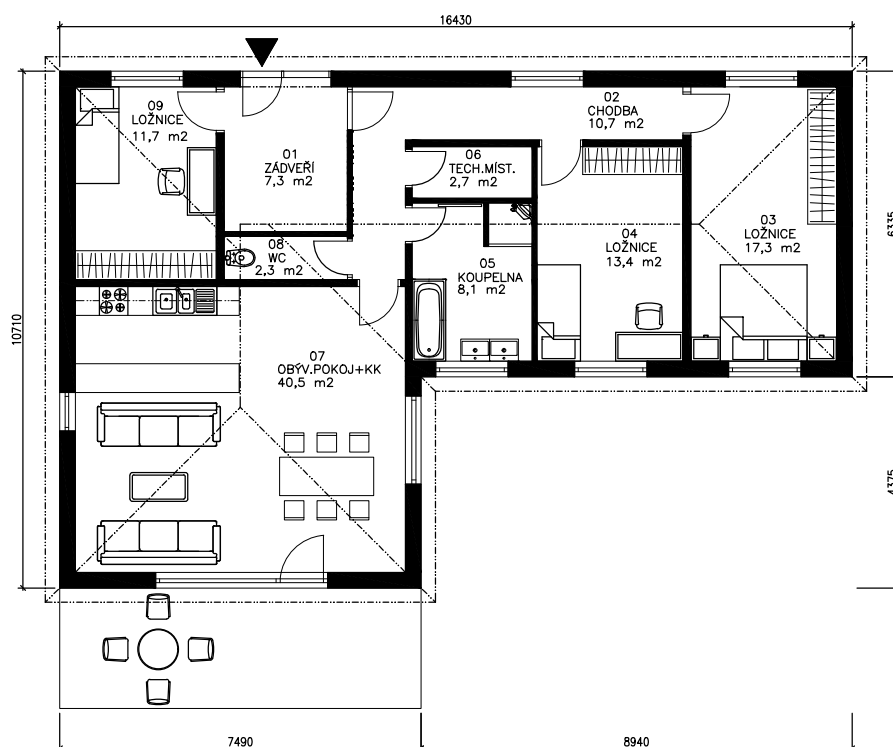 16430
09
LOŽNICE
11,7 m2
01
ZÁDVEŘÍ
7,3 m2
02
CHODBA
10,7 m2
06
TECH.MÍST.
2,7 m2
03
LOŽNICE
17,3 m2
04
LOŽNICE
13,4 m2
05
KOUPELNA
8,1 m2
08
WC
2,3 m2
07
OBÝV.POKOJ+KK
40,5 m2
10710
6335
4375
7490
8940